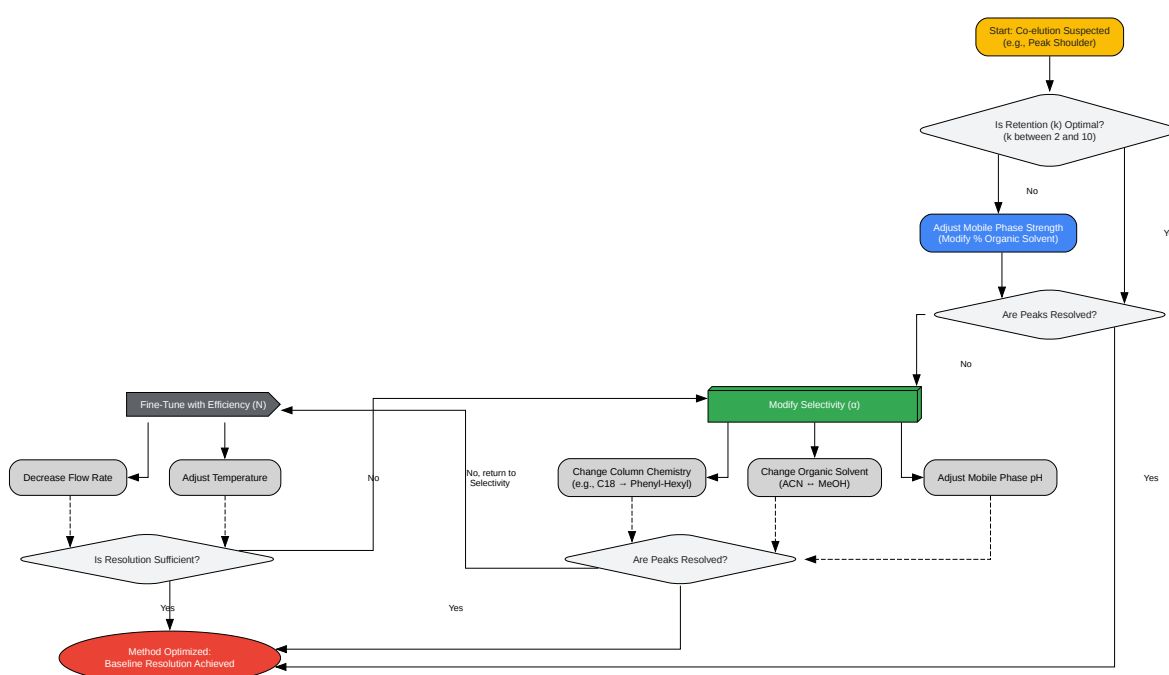 Start: Co-elution Suspected
(e.g., Peak Shoulder)
Is Retention (k) Optimal?
(k between 2 and 10)
No
Adjust Mobile Phase Strength
(Modify % Organic Solvent)
Y
Are Peaks Resolved?
No
Fine-Tune with Efficiency (N)
Modify Selectivity (α)
Decrease Flow Rate
Adjust Temperature
No
No, return to
Selectivity
Change Column Chemistry
(e.g., C18 → Phenyl-Hexyl)
Change Organic Solvent
(ACN ↔ MeOH)
Adjust Mobile Phase pH
Yes
Is Resolution Sufficient?
Are Peaks Resolved?
Yes
Yes
Method Optimized:
Baseline Resolution Achieved